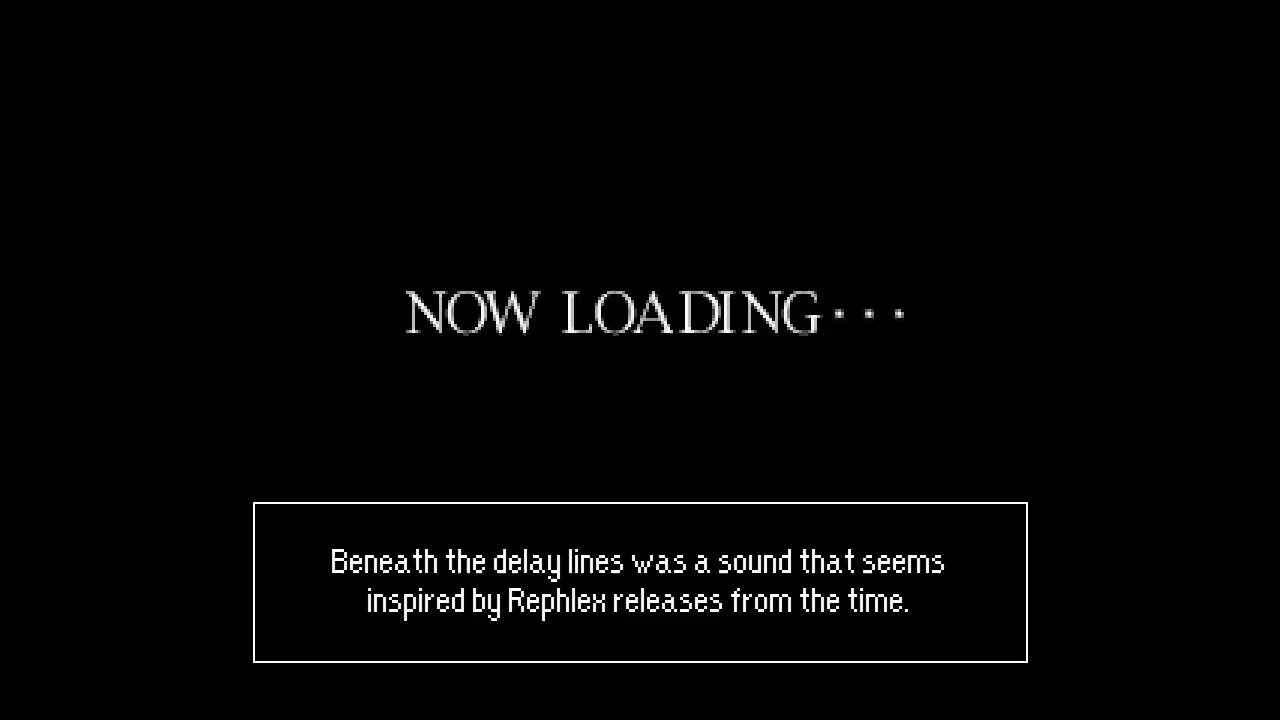 NOW LOADING···
Beneath the delay lines was a sound that seems
inspired by Rephlex releases from the time.